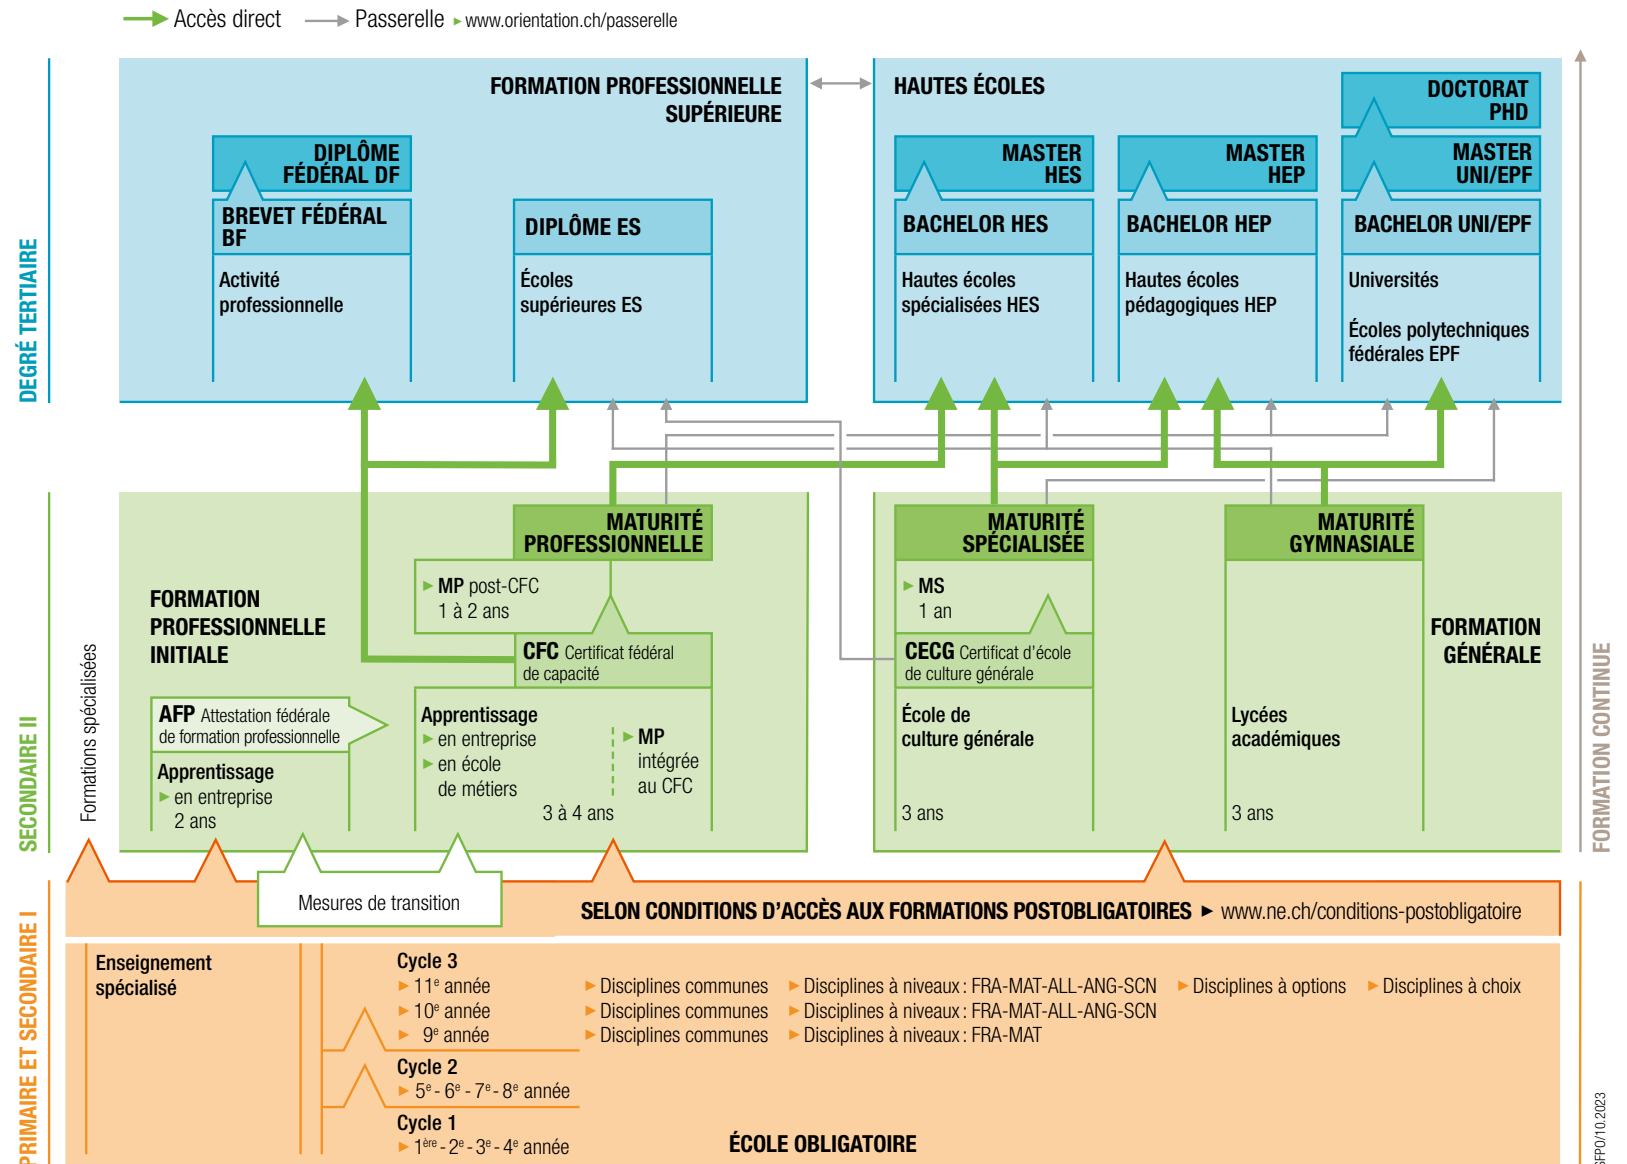 Accès direct
Passerelle ▸ www.orientation.ch/passerelle
DEGRÉ TERTIAIRE
FORMATION PROFESSIONNELLE
SUPÉRIEURE
DIPLÔME
FÉDÉRAL DF
BREVET FÉDÉRAL
BF
Activité
professionnelle
DIPLÔME ES
Écoles
supérieures ES
HAUTES ÉCOLES
MASTER
HES
BACHELOR HES
Hautes écoles
spécialisées HES
MASTER
HEP
BACHELOR HEP
Hautes écoles
pédagogiques HEP
DOCTORAT
PHD
MASTER
UNI/EPF
BACHELOR UNI/EPF
Universités
Écoles polytechniques
fédérales EPF
SECONDAIRE II
Formations spécialisées
FORMATION
PROFESSIONNELLE
INITIALE
AFP Attestation fédérale
de formation professionnelle
Apprentissage
▸ en entreprise
2 ans
MATURITÉ
PROFESSIONNELLE
▸ MP post-CFC
1 à 2 ans
CFC Certificat fédéral
de capacité
Apprentissage
▸ en entreprise
▸ en école
de métiers
▸ MP
intégrée
au CFC
3 à 4 ans
MATURITÉ
SPÉCIALISÉE
▸ MS
1 an
CECG Certificat d'école
de culture générale
École de
culture générale
3 ans
MATURITÉ
GYMNASIALE
Lycées
académiques
3 ans
FORMATION
GÉNÉRALE
FORMATION CONTINUE
Mesures de transition
SELON CONDITIONS D'ACCÈS AUX FORMATIONS POSTOBLIGATOIRES ▸ www.ne.ch/conditions-postobligatoire
PRIMAIRE ET SECONDAIRE I
Enseignement
spécialisé
Cycle 3
▸ 11e année ▸ Disciplines communes ▸ Disciplines à niveaux : FRA-MAT-ALL-ANG-SCN ▸ Disciplines à options ▸ Disciplines à choix
▸ 10e année ▸ Disciplines communes ▸ Disciplines à niveaux : FRA-MAT-ALL-ANG-SCN
▸ 9e année ▸ Disciplines communes ▸ Disciplines à niveaux : FRA-MAT
Cycle 2
▸ 5e - 6e - 7e - 8e année
Cycle 1
▸ 1ère - 2e - 3e - 4e année
ÉCOLE OBLIGATOIRE
SFPO/10.2023